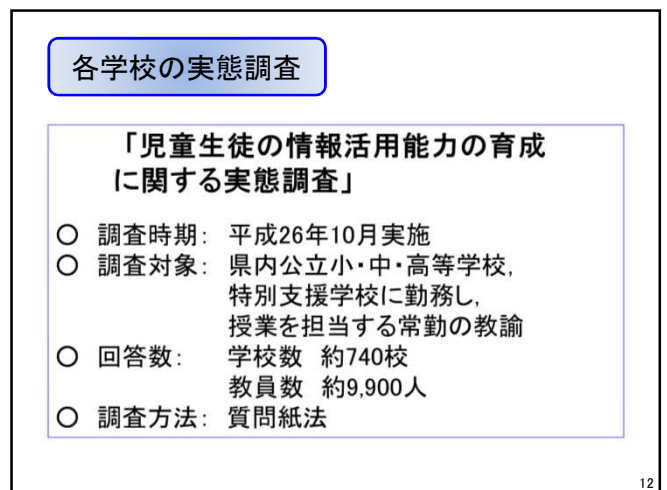 各学校の実態調査
「児童生徒の情報活用能力の育成
に関する実態調査」
○ 調査時期: 平成26年10月実施
○ 調査対象: 県内公立小・中・高等学校,
特別支援学校に勤務し,
授業を担当する常勤の教諭
○ 回答数: 学校数 約740校
教員数 約9,900人
○ 調査方法: 質問紙法
12